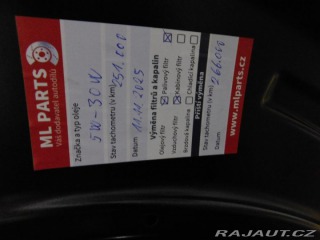 ML PARTS
Váš dodavatel autodílů
Značka a typ oleje
5W-30W
Stav tachometru (v km) 251.000
Datum 11.11.2025
Výměna filtrů a kapalin
Olejový filtr
Palivový filtr
Vzduchový filtr
Kabinový filtr
Brzdová kapalina
Chladicí kapalina
Příští výměna
Stav tachometru (v km) 266.000
Datum
www.mlparts.cz
RAJAUT.CZ